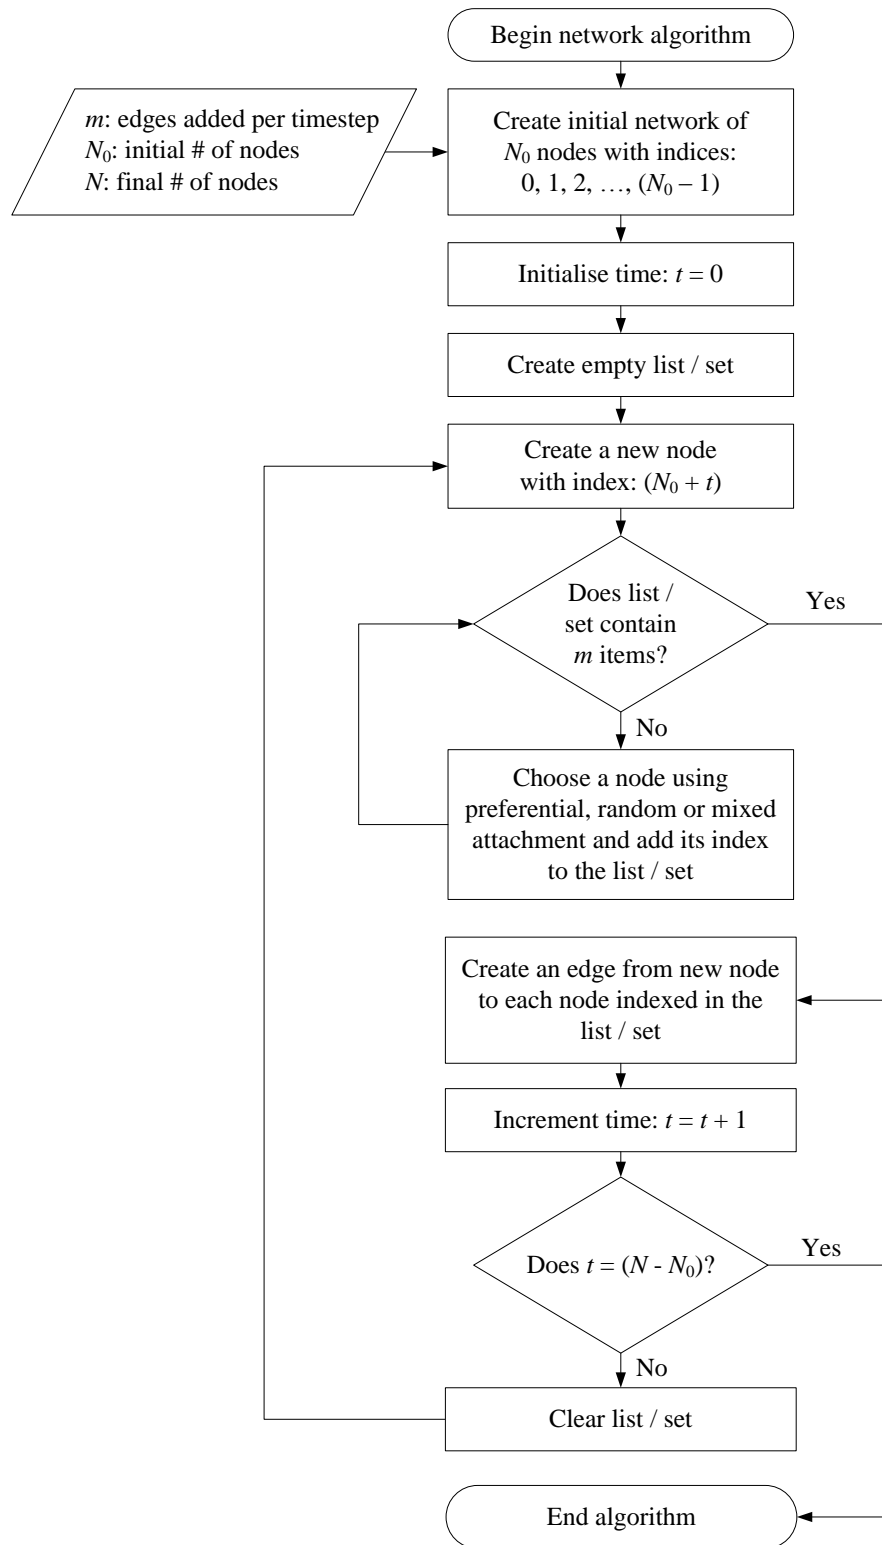 Begin network algorithm
m: edges added per timestep
N₀: initial # of nodes
N: final # of nodes
Create initial network of
N₀ nodes with indices:
0, 1, 2, …, (N₀ – 1)
Initialise time: t = 0
Create empty list / set
Create a new node
with index: (N₀ + t)
Does list /
set contain
m items?
Yes
No
Choose a node using
preferential, random or mixed
attachment and add its index
to the list / set
Create an edge from new node
to each node indexed in the
list / set
Increment time: t = t + 1
Does t = (N - N₀)?
Yes
No
Clear list / set
End algorithm